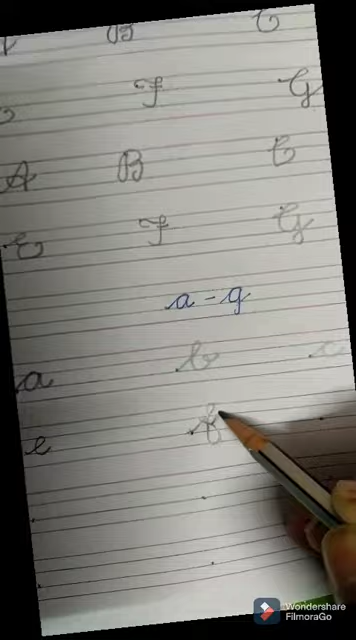 B C
F G
A B C
E F G
a - g
a b c
e f
Wondershare
FilmoraGo